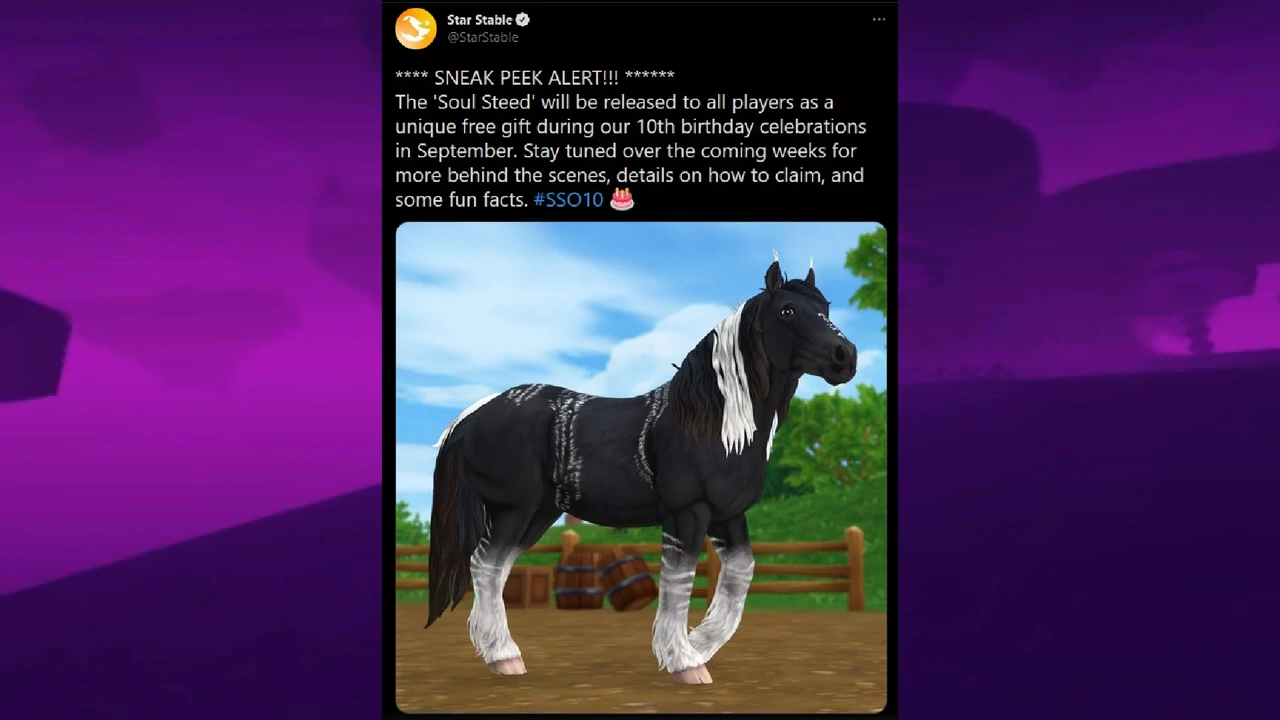 Star Stable
@StarStable
**** SNEAK PEEK ALERT!!! ******
The 'Soul Steed' will be released to all players as a
unique free gift during our 10th birthday celebrations
in September. Stay tuned over the coming weeks for
more behind the scenes, details on how to claim, and
some fun facts. #SSO10 🎂